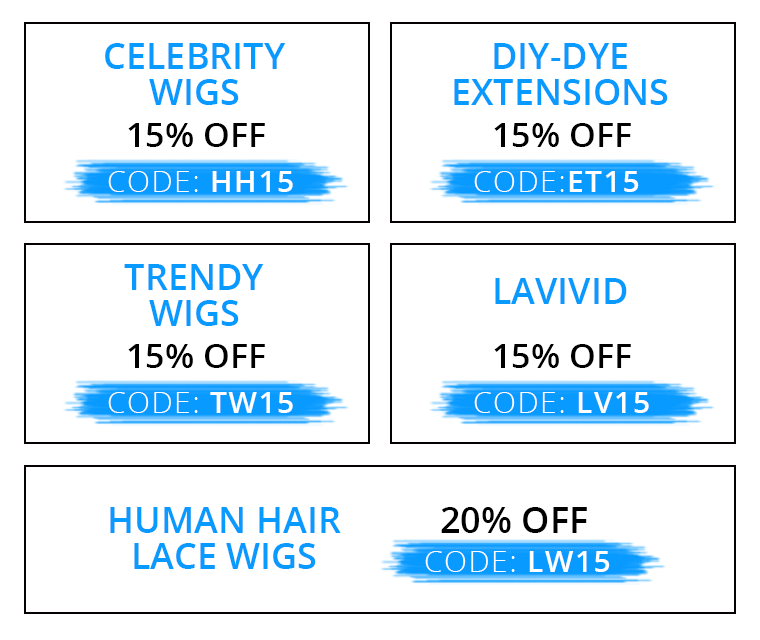 CELEBRITY
WIGS
15% OFF
CODE: HH15
DIY-DYE
EXTENSIONS
15% OFF
CODE:ET15
TRENDY
WIGS
15% OFF
CODE: TW15
LAVIVID
15% OFF
CODE: LV15
HUMAN HAIR
LACE WIGS
20% OFF
CODE: LW15